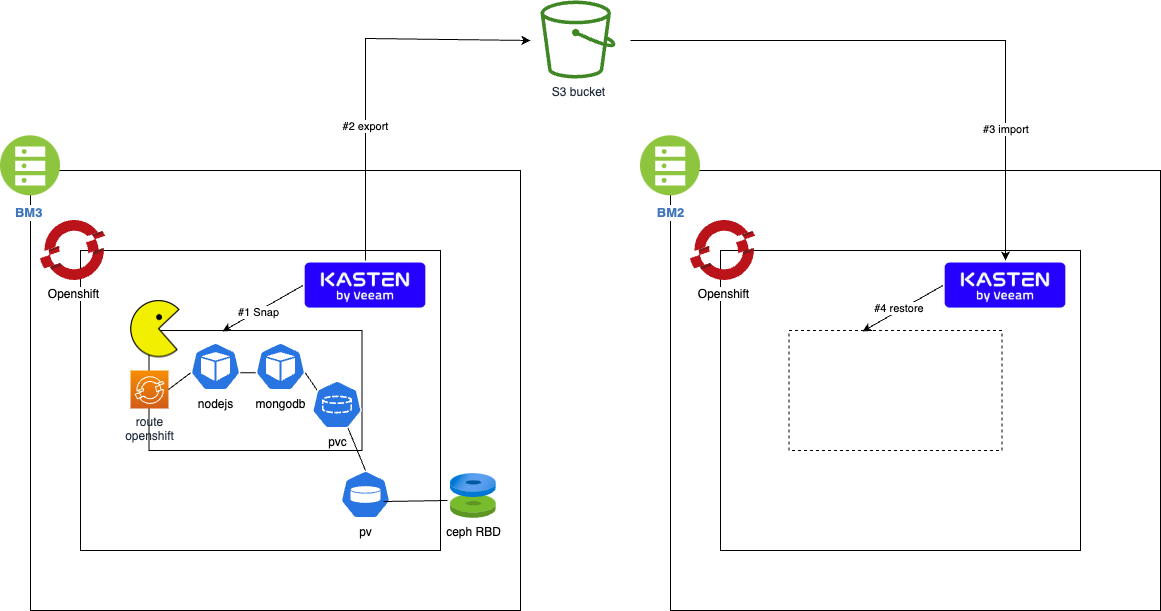 S3 bucket
#2 export
#3 import
BM3
BM2
Openshift
KASTEN
by Veeam
#1 Snap
nodejs
mongodb
route
openshift
pvc
pv
ceph RBD
Openshift
KASTEN
by Veeam
#4 restore